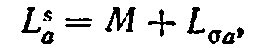 L_a^s = M + L_{σa},